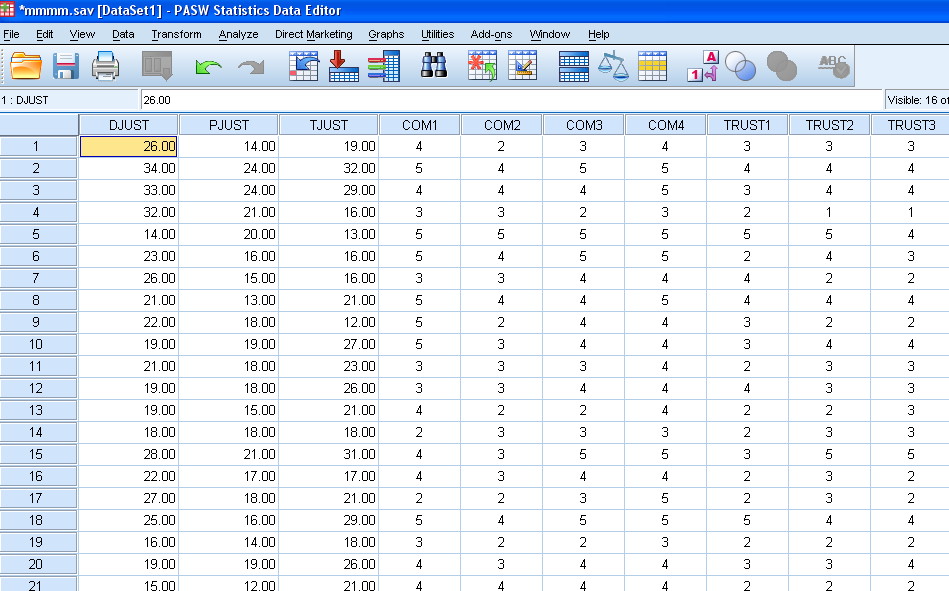 *mmmm.sav [DataSet1] - PASW Statistics Data Editor
File Edit View Data Transform Analyze Direct Marketing Graphs Utilities Add-ons Window Help
1 A ABC
1 : DJUST 26.00 Visible: 16 of
DJUST PJUST TJUST COM1 COM2 COM3 COM4 TRUST1 TRUST2 TRUST3
1 26.00 14.00 19.00 4 2 3 4 3 3 3
2 34.00 24.00 32.00 5 4 5 5 4 4 4
3 33.00 24.00 29.00 4 4 4 5 3 4 4
4 32.00 21.00 16.00 3 3 2 3 2 1 1
5 14.00 20.00 13.00 5 5 5 5 5 5 4
6 23.00 16.00 16.00 5 4 5 5 2 4 3
7 26.00 15.00 16.00 3 3 4 4 4 2 2
8 21.00 13.00 21.00 5 4 4 5 4 4 4
9 22.00 18.00 12.00 5 2 4 4 3 2 2
10 19.00 19.00 27.00 5 3 4 4 3 4 4
11 21.00 18.00 23.00 3 3 3 4 2 3 3
12 19.00 18.00 26.00 3 3 4 4 4 3 3
13 19.00 15.00 21.00 4 2 2 4 2 2 3
14 18.00 18.00 18.00 2 3 3 3 2 3 3
15 28.00 21.00 31.00 4 3 5 5 3 5 5
16 22.00 17.00 17.00 4 3 4 4 2 3 2
17 27.00 18.00 21.00 2 2 3 5 2 3 2
18 25.00 16.00 29.00 5 4 5 5 5 4 4
19 16.00 14.00 18.00 3 2 2 3 2 2 2
20 19.00 19.00 26.00 4 3 4 4 3 3 4
21 15.00 12.00 21.00 4 4 4 4 2 2 2